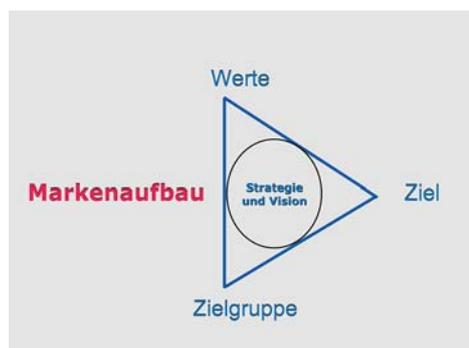 Werte
Markenaufbau
Strategie
und Vision
Ziel
Zielgruppe